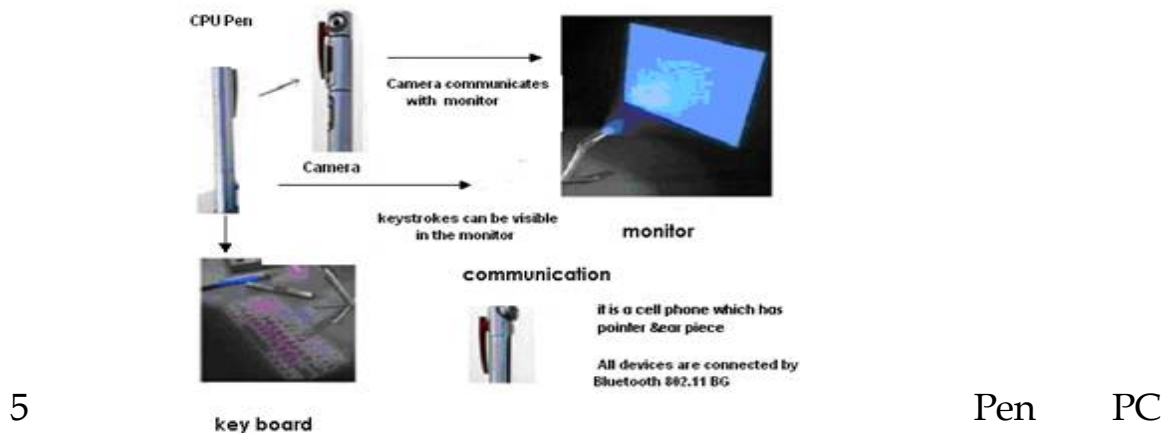 CPU Pen
Camera communicates
with monitor
Camera
keystrokes can be visible
in the monitor
monitor
communication
it is a cell phone which has
pointer &ear piece
All devices are connected by
Bluetooth 802.11 BG
key board
5 Pen PC